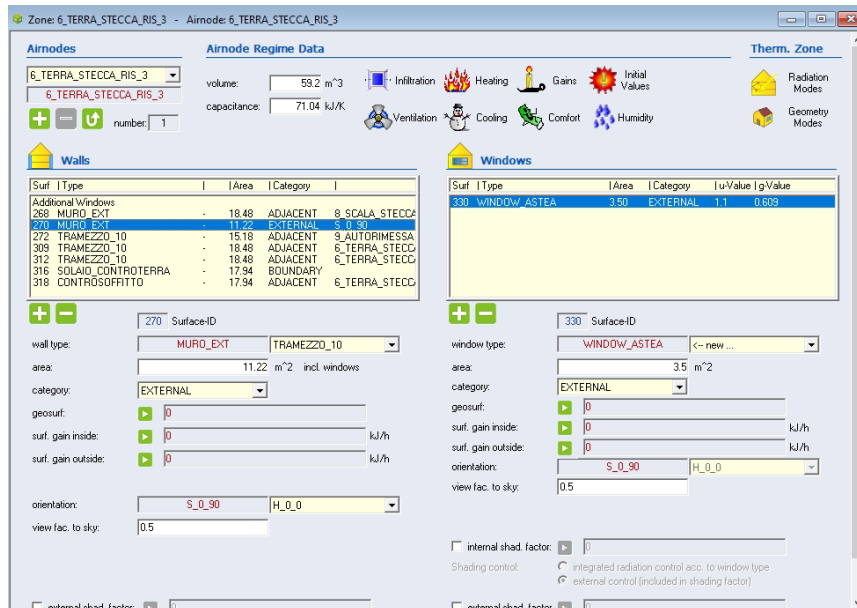 Zone: 6_TERRA_STECCA_RIS_3 - Airnode: 6_TERRA_STECCA_RIS_3
Airnodes
Airnode Regime Data
Therm. Zone
6_TERRA_STECCA_RIS_3
6_TERRA_STECCA_RIS_3
number: 1
volume: 59.2 m^3
capacitance: 71.04 kJ/K
Infiltration
Heating
Gains
Initial Values
Ventilation
Cooling
Comfort
Humidity
Radiation Modes
Geometry Modes
Walls
Surf | Type | | Area | Category |
Additional Windows
268 MURO_EXT - 18.48 ADJACENT 8_SCALA_STECCA
270 MURO_EXT - 11.22 EXTERNAL S_0_90
272 TRAMEZZO_10 - 15.18 ADJACENT 9_AUTORIMESSA
309 TRAMEZZO_10 - 18.48 ADJACENT 6_TERRA_STECC
312 TRAMEZZO_10 - 18.48 ADJACENT 6_TERRA_STECC
316 SOLAIO_CONTROTERRA - 17.94 BOUNDARY
318 CONTROSOFFITTO - 17.94 ADJACENT 6_TERRA_STECC
270 Surface-ID
wall type: MURO_EXT TRAMEZZO_10
area: 11.22 m^2 incl. windows
category: EXTERNAL
geosurf: 0
surf. gain inside: 0 kJ/h
surf. gain outside: 0 kJ/h
orientation: S_0_90 H_0_0
view fac. to sky: 0.5
external shad. factor: 0
Windows
Surf | Type | Area | Category | u-Value | g-Value
330 WINDOW_ASTEA 3.50 EXTERNAL 1.1 0.609
330 Surface-ID
window type: WINDOW_ASTEA <-- new ...
area: 3.5 m^2
category: EXTERNAL
geosurf: 0
surf. gain inside: 0 kJ/h
surf. gain outside: 0 kJ/h
orientation: S_0_90 H_0_0
view fac. to sky: 0.5
internal shad. factor: 0
Shading control: integrated radiation control acc. to window type
external control (included in shading factor)
external shad. factor 0